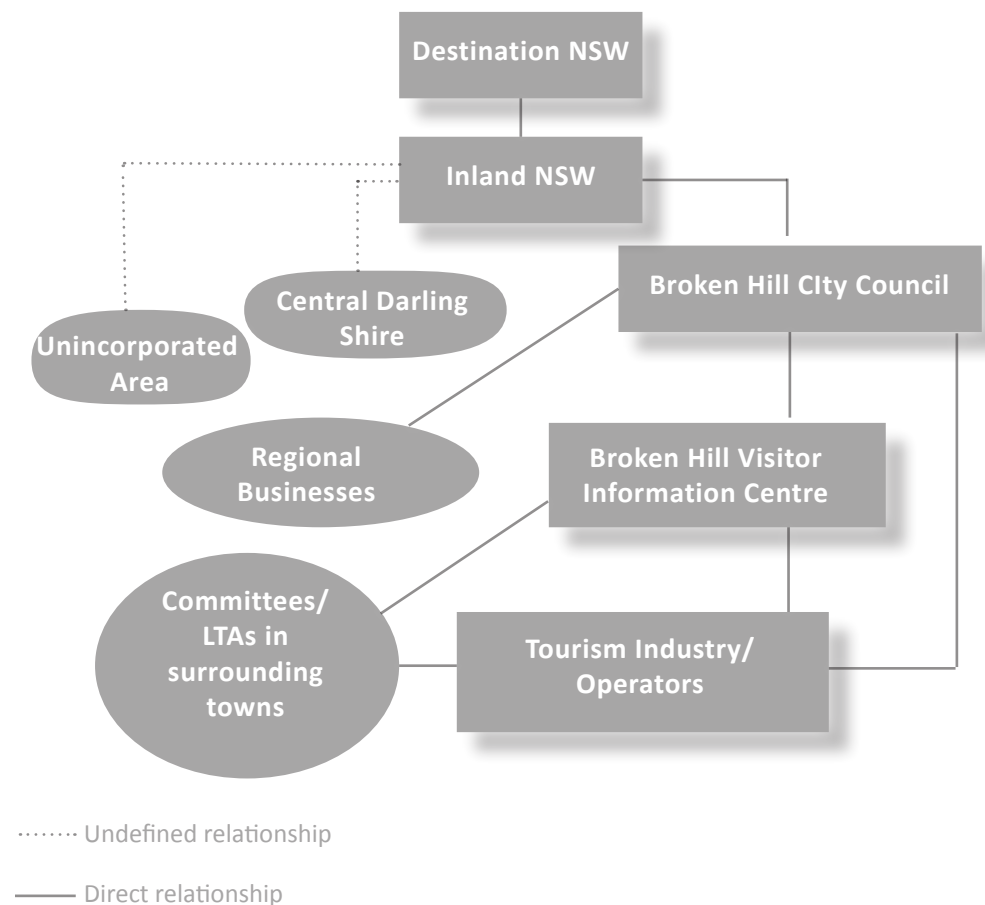 Destination NSW
Inland NSW
Broken Hill CIty Council
Central Darling
Shire
Unincorporated
Area
Regional
Businesses
Broken Hill Visitor
Information Centre
Committees/
LTAs in
surrounding
towns
Tourism Industry/
Operators
Undefined relationship
Direct relationship